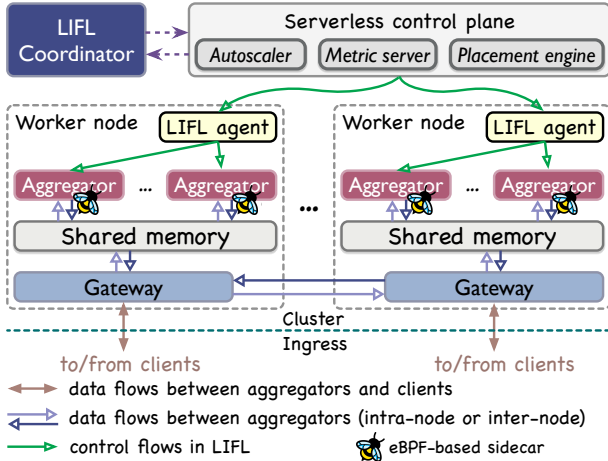 LIFL
Coordinator
Serverless control plane
Autoscaler
Metric server
Placement engine
Worker node
LIFL agent
Worker node
LIFL agent
Aggregator ... Aggregator
...
Aggregator ... Aggregator
Shared memory
Shared memory
Gateway
Gateway
Cluster
Ingress
to/from clients
to/from clients
data flows between aggregators and clients
data flows between aggregators (intra-node or inter-node)
control flows in LIFL
eBPF-based sidecar